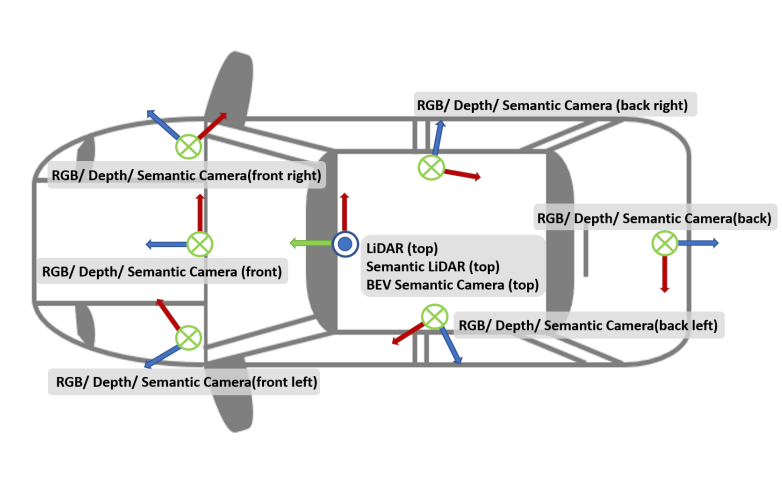 RGB/ Depth/ Semantic Camera (back right)
RGB/ Depth/ Semantic Camera(front right)
RGB/ Depth/ Semantic Camera(back)
LiDAR (top)
Semantic LiDAR (top)
BEV Semantic Camera (top)
RGB/ Depth/ Semantic Camera (front)
RGB/ Depth/ Semantic Camera(back left)
RGB/ Depth/ Semantic Camera(front left)